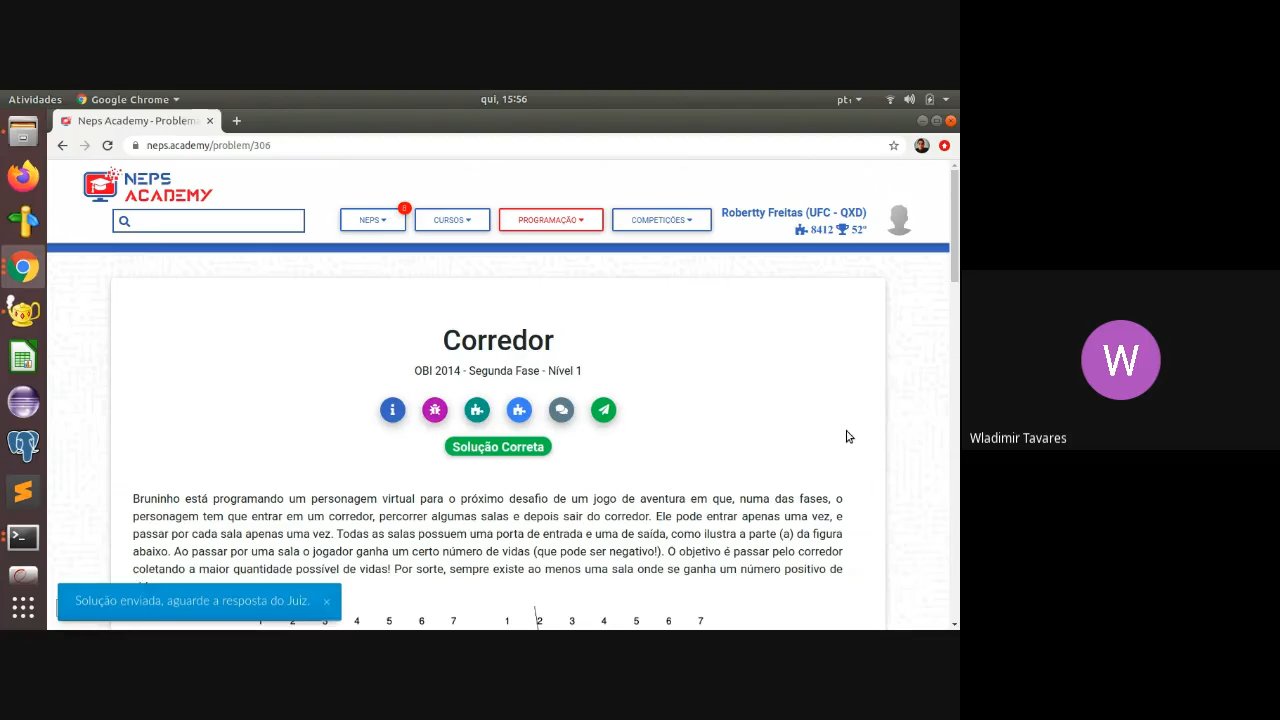 Atividades Google Chrome qui, 15:56 pt₁
Neps Academy - Problema × +
neps.academy/problem/306
NEPS
ACADEMY
NEPS 8 CURSOS PROGRAMAÇÃO COMPETIÇÕES
Robertty Freitas (UFC - QXD)
8412 52º
Corredor
OBI 2014 - Segunda Fase - Nível 1
Solução Correta
Bruninho está programando um personagem virtual para o próximo desafio de um jogo de aventura em que, numa das fases, o
personagem tem que entrar em um corredor, percorrer algumas salas e depois sair do corredor. Ele pode entrar apenas uma vez, e
passar por cada sala apenas uma vez. Todas as salas possuem uma porta de entrada e uma de saída, como ilustra a parte (a) da figura
abaixo. Ao passar por uma sala o jogador ganha um certo número de vidas (que pode ser negativo!). O objetivo é passar pelo corredor
coletando a maior quantidade possível de vidas! Por sorte, sempre existe ao menos uma sala onde se ganha um número positivo de
Solução enviada, aguarde a resposta do Juiz. ×
1 2 3 4 5 6 7 1 2 3 4 5 6 7
W
Wladimir Tavares